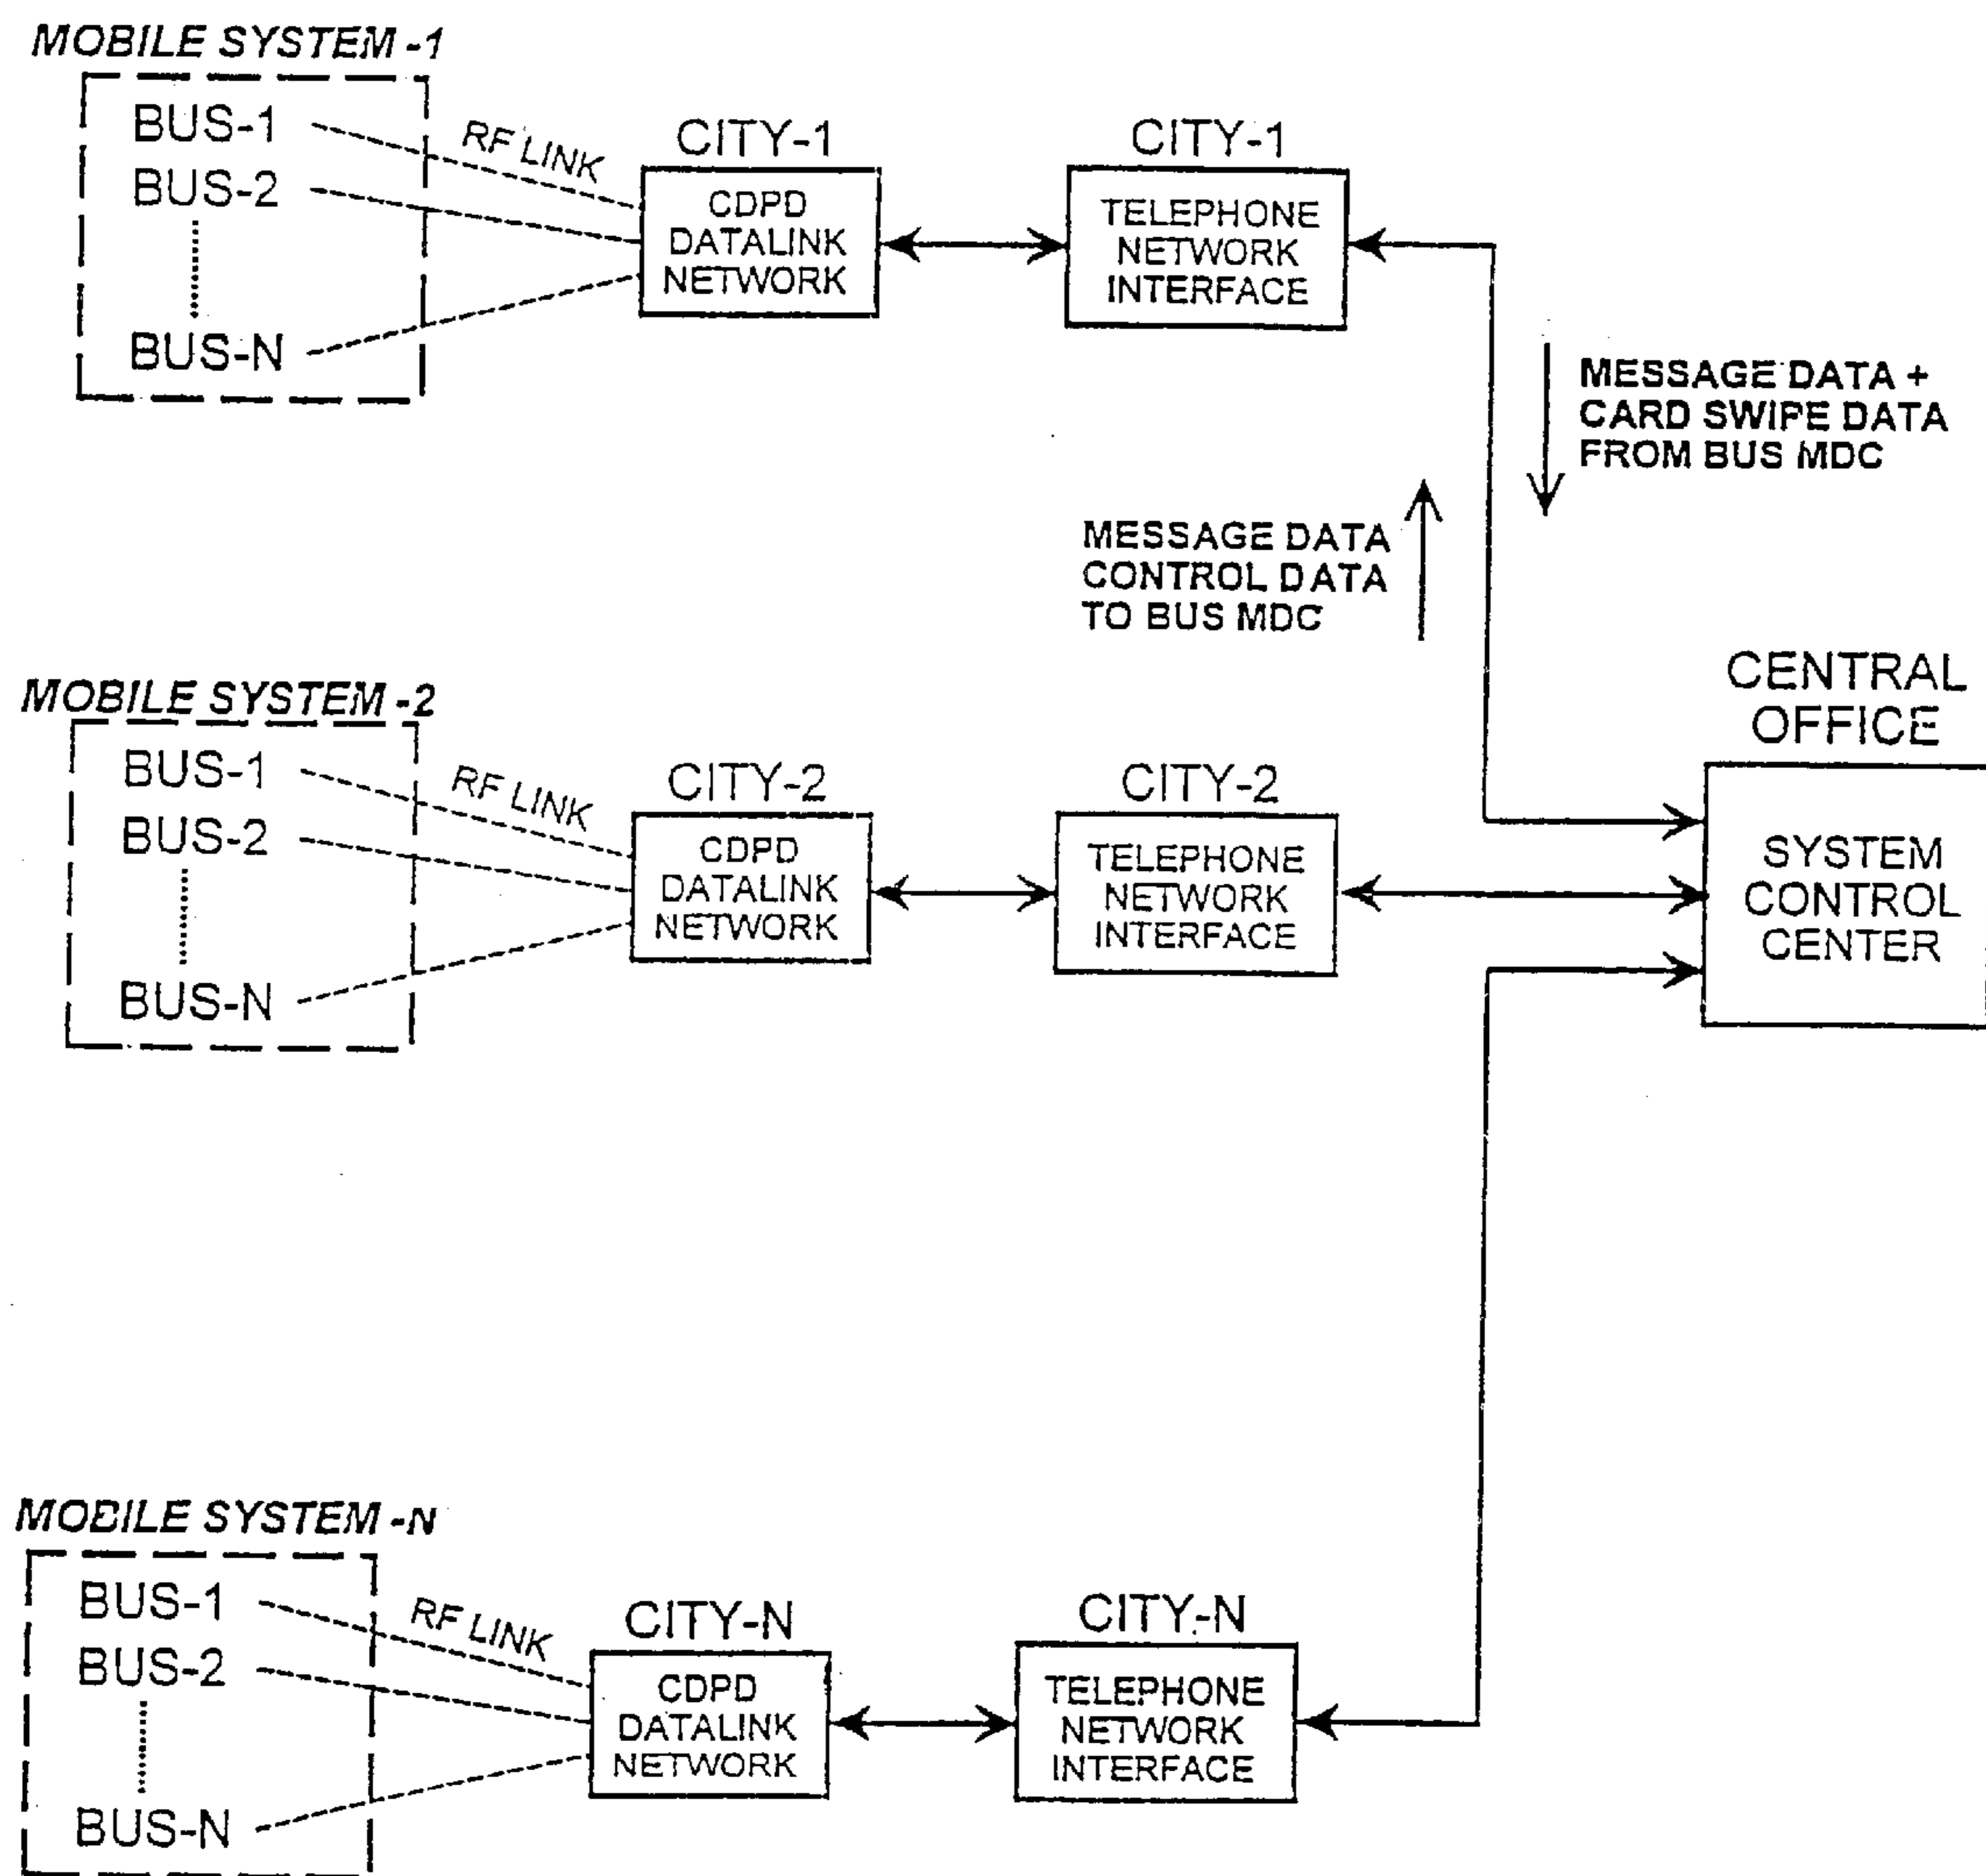 MOBILE SYSTEM -1
BUS-1
BUS-2
BUS-N
RF LINK
CITY-1
CDPD
DATALINK
NETWORK
CITY-1
TELEPHONE
NETWORK
INTERFACE
MESSAGE DATA +
CARD SWIPE DATA
FROM BUS MDC
MESSAGE DATA
CONTROL DATA
TO BUS MDC
MOBILE SYSTEM -2
BUS-1
BUS-2
BUS-N
RF LINK
CITY-2
CDPD
DATALINK
NETWORK
CITY-2
TELEPHONE
NETWORK
INTERFACE
CENTRAL
OFFICE
SYSTEM
CONTROL
CENTER
MOBILE SYSTEM -N
BUS-1
BUS-2
BUS-N
RF LINK
CITY-N
CDPD
DATALINK
NETWORK
CITY-N
TELEPHONE
NETWORK
INTERFACE